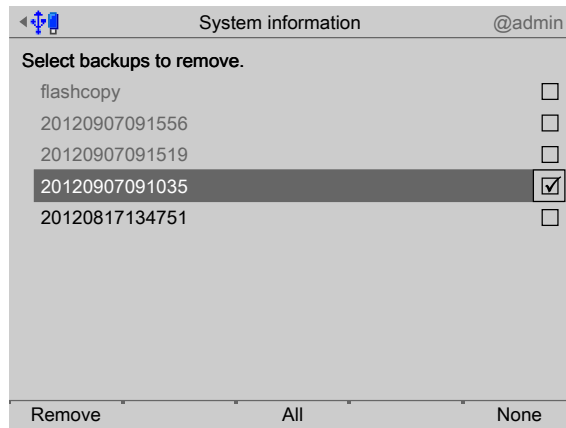 System information @admin
Select backups to remove.
flashcopy
20120907091556
20120907091519
20120907091035
20120817134751
Remove All None